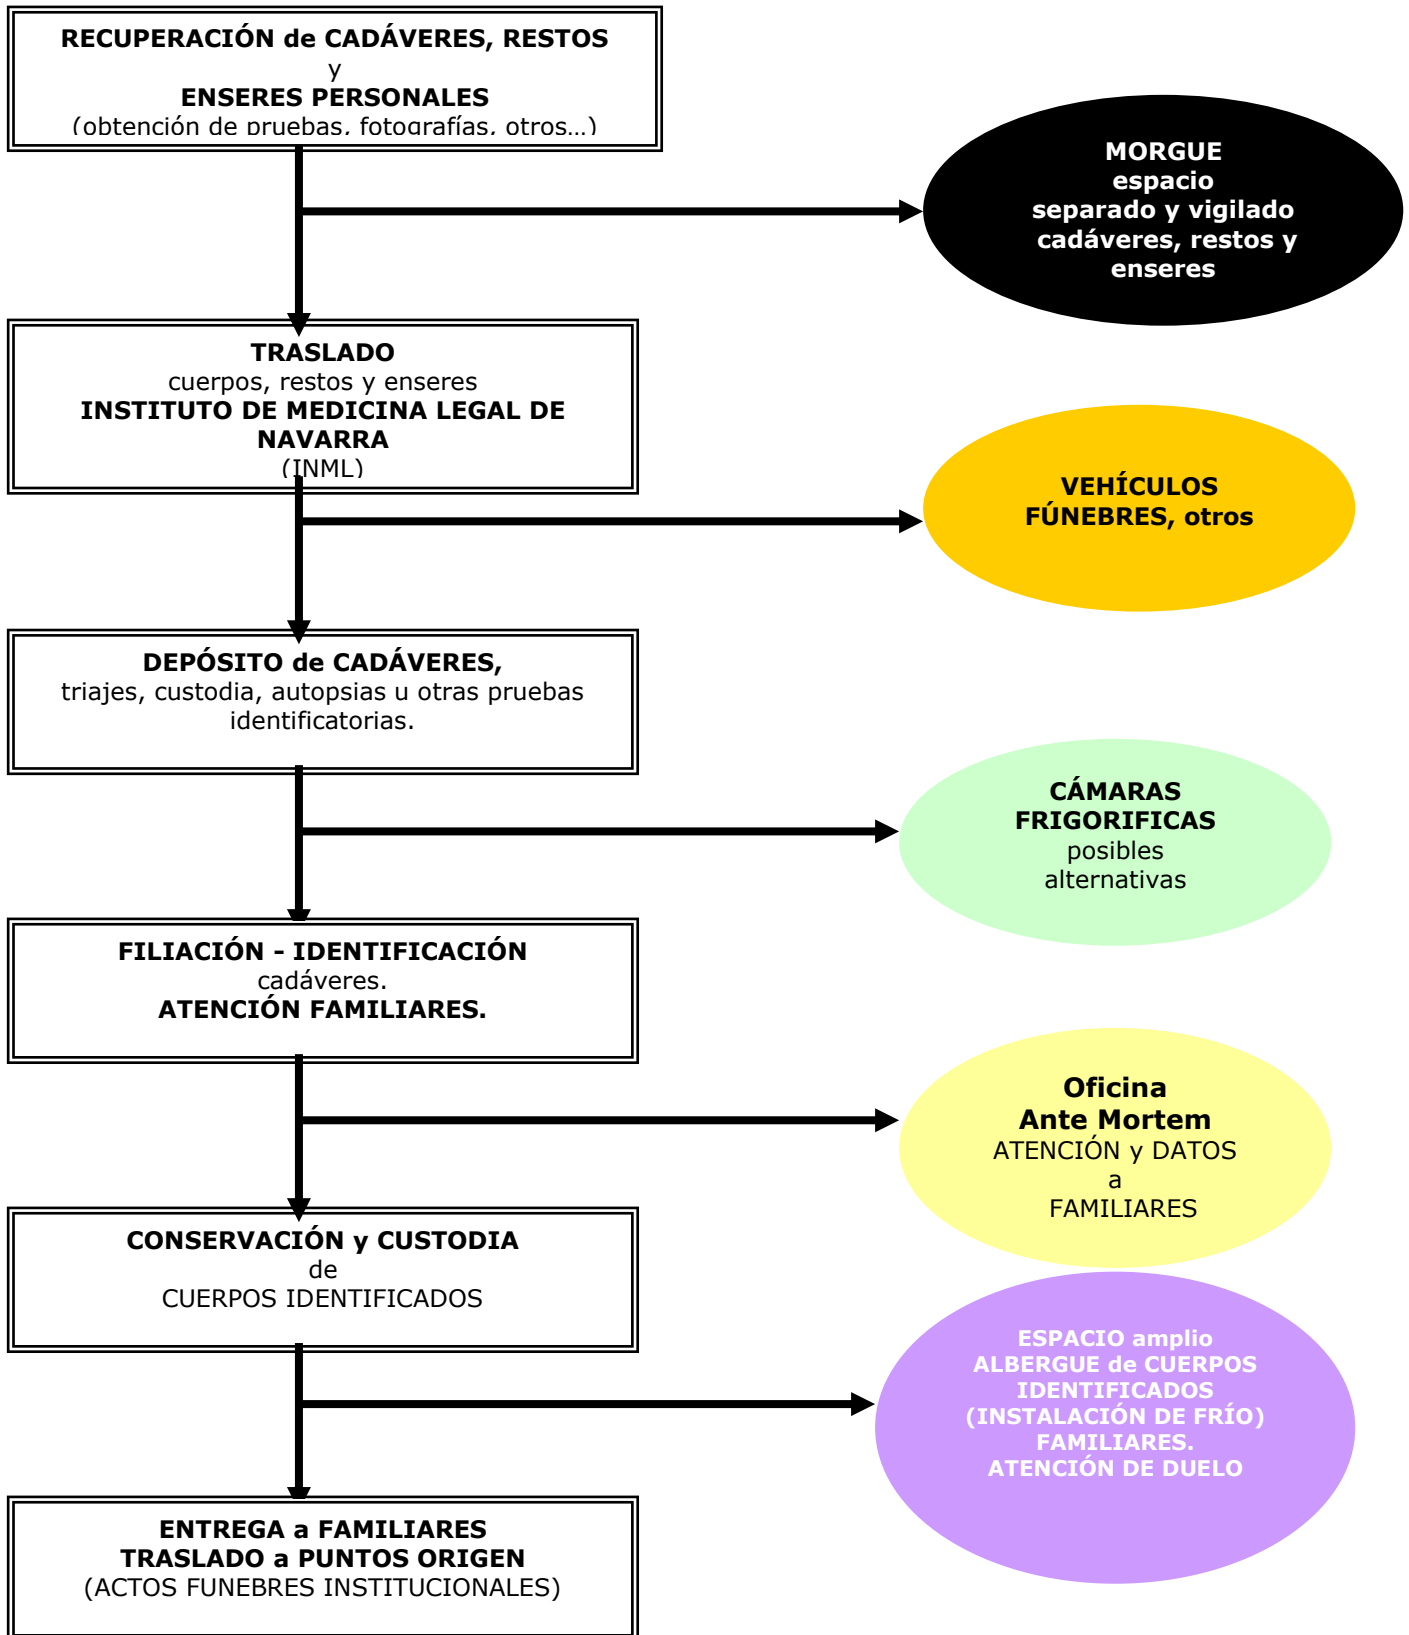 RECUPERACIÓN de CADÁVERES, RESTOS
y
ENSERES PERSONALES
(obtención de pruebas, fotografías, otros…)
MORGUE
espacio
separado y vigilado
cadáveres, restos y
enseres
TRASLADO
cuerpos, restos y enseres
INSTITUTO DE MEDICINA LEGAL DE
NAVARRA
(INML)
VEHÍCULOS
FÚNEBRES, otros
DEPÓSITO de CADÁVERES,
triajes, custodia, autopsias u otras pruebas
identificatorias.
CÁMARAS
FRIGORIFICAS
posibles
alternativas
FILIACIÓN - IDENTIFICACIÓN
cadáveres.
ATENCIÓN FAMILIARES.
Oficina
Ante Mortem
ATENCIÓN y DATOS
a
FAMILIARES
CONSERVACIÓN y CUSTODIA
de
CUERPOS IDENTIFICADOS
ESPACIO amplio
ALBERGUE de CUERPOS
IDENTIFICADOS
(INSTALACIÓN DE FRÍO)
FAMILIARES.
ATENCIÓN DE DUELO
ENTREGA a FAMILIARES
TRASLADO a PUNTOS ORIGEN
(ACTOS FUNEBRES INSTITUCIONALES)